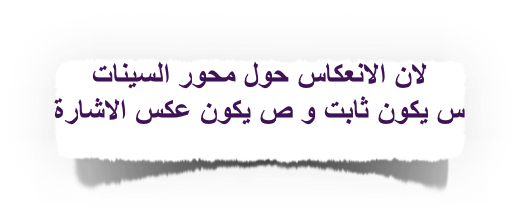 لان الانعكاس حول محور السينات
س يكون ثابت و ص يكون عكس الاشارة